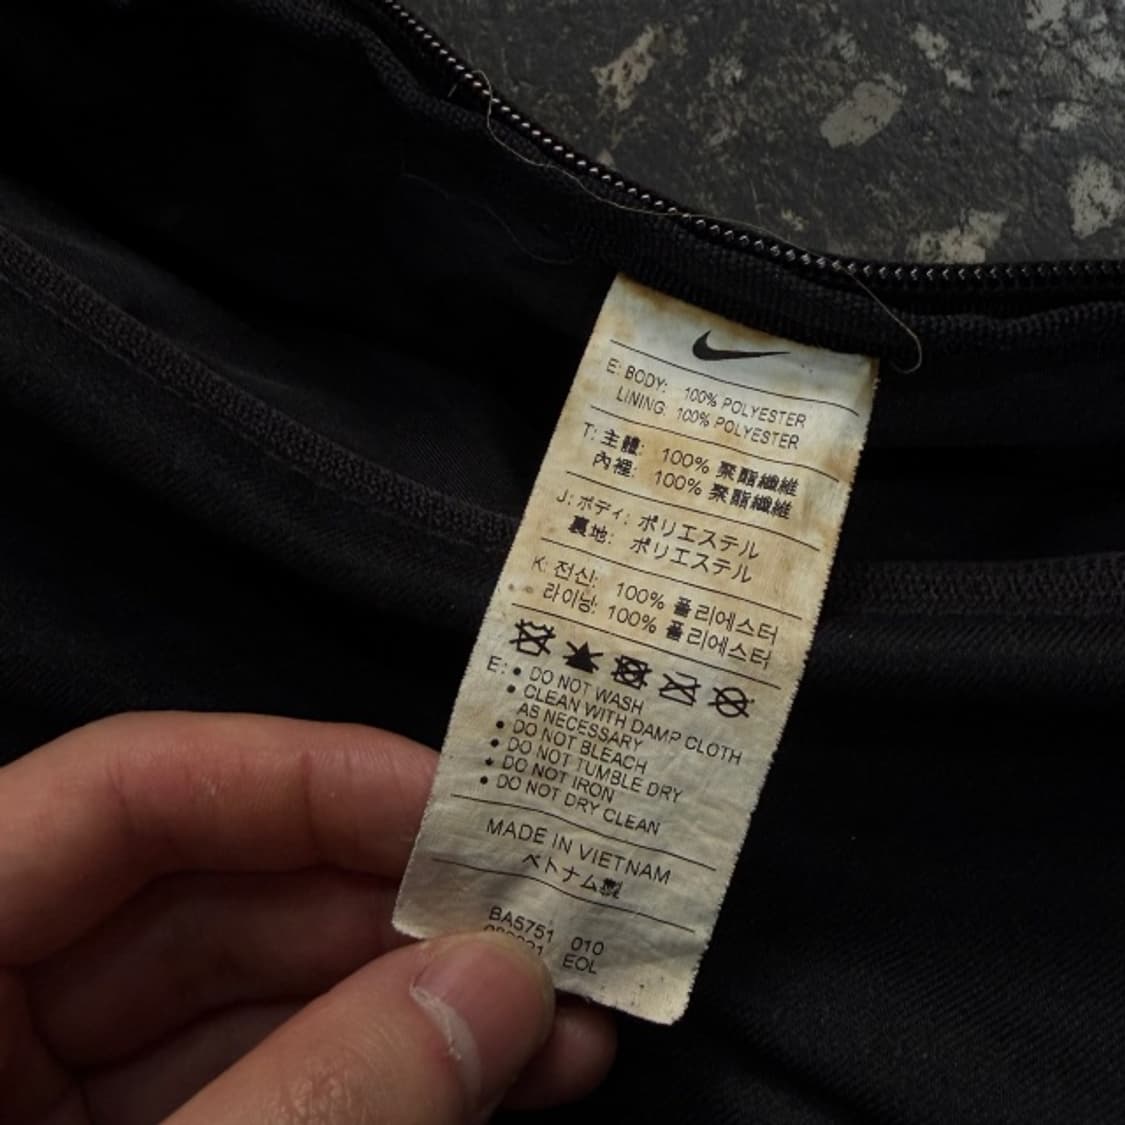 E: BODY: 100% POLYESTER
LINING: 100% POLYESTER
T: 主體: 100% 聚酯纖維
內裡: 100% 聚酯纖維
J: ボディ: ポリエステル
裏地: ポリエステル
K: 전신: 100% 폴리에스터
라이닝: 100% 폴리에스터
E: • DO NOT WASH
• CLEAN WITH DAMP CLOTH
AS NECESSARY
• DO NOT BLEACH
• DO NOT TUMBLE DRY
• DO NOT IRON
• DO NOT DRY CLEAN
MADE IN VIETNAM
ベトナム製
BA5751 010
EOL